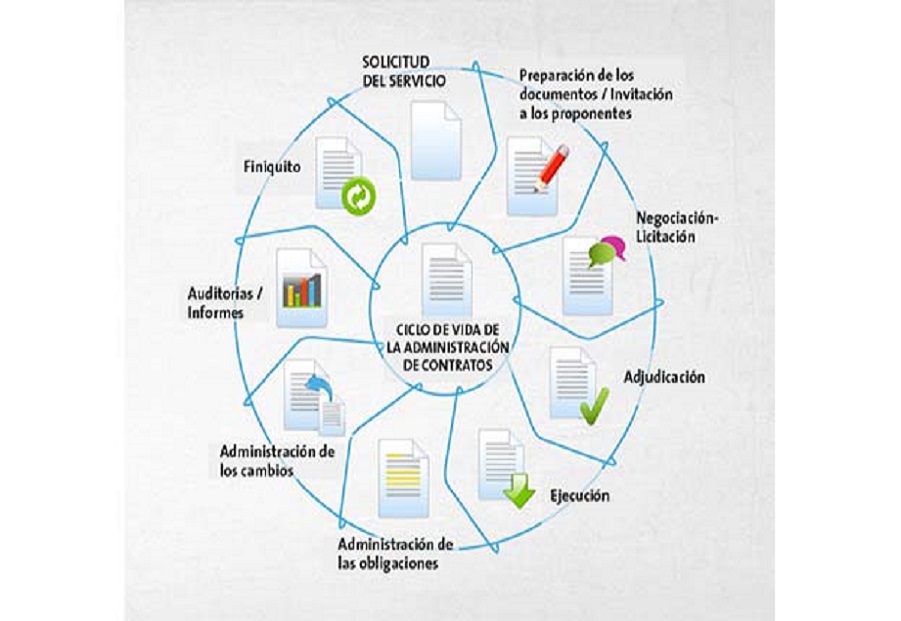 SOLICITUD
DEL SERVICIO
Preparación de los
documentos / Invitación
a los proponentes
Negociación-
Licitación
Adjudicación
Ejecución
Administración de
las obligaciones
Administración de
los cambios
Auditorías /
Informes
Finiquito
CICLO DE VIDA DE
LA ADMINISTRACIÓN
DE CONTRATOS